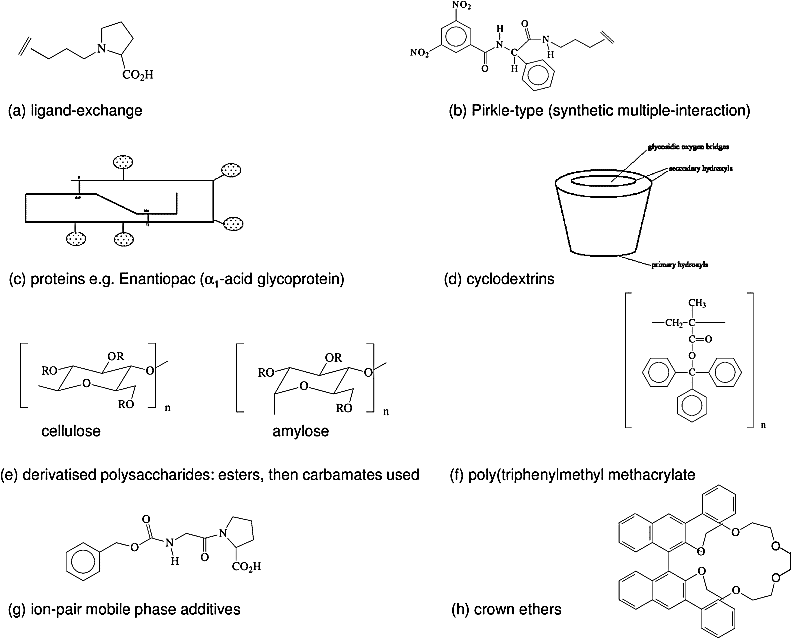 N
CO₂H
(a) ligand-exchange
NO₂
NO₂
H
N
O
O
H
N
H
(b) Pirkle-type (synthetic multiple-interaction)
(c) proteins e.g. Enantiopac (α₁-acid glycoprotein)
glycosidic oxygen bridges
secondary hydroxyls
primary hydroxyls
(d) cyclodextrins
OR
RO
O
O
RO
n
cellulose
OR
RO
O
O
RO
n
amylose
(e) derivatised polysaccharides: esters, then carbamates used
CH₃
—CH₂–C—
C=O
O
C
n
(f) poly(triphenylmethyl methacrylate
O
O
N
H
O
N
CO₂H
(g) ion-pair mobile phase additives
O
O
O
O
O
O
(h) crown ethers